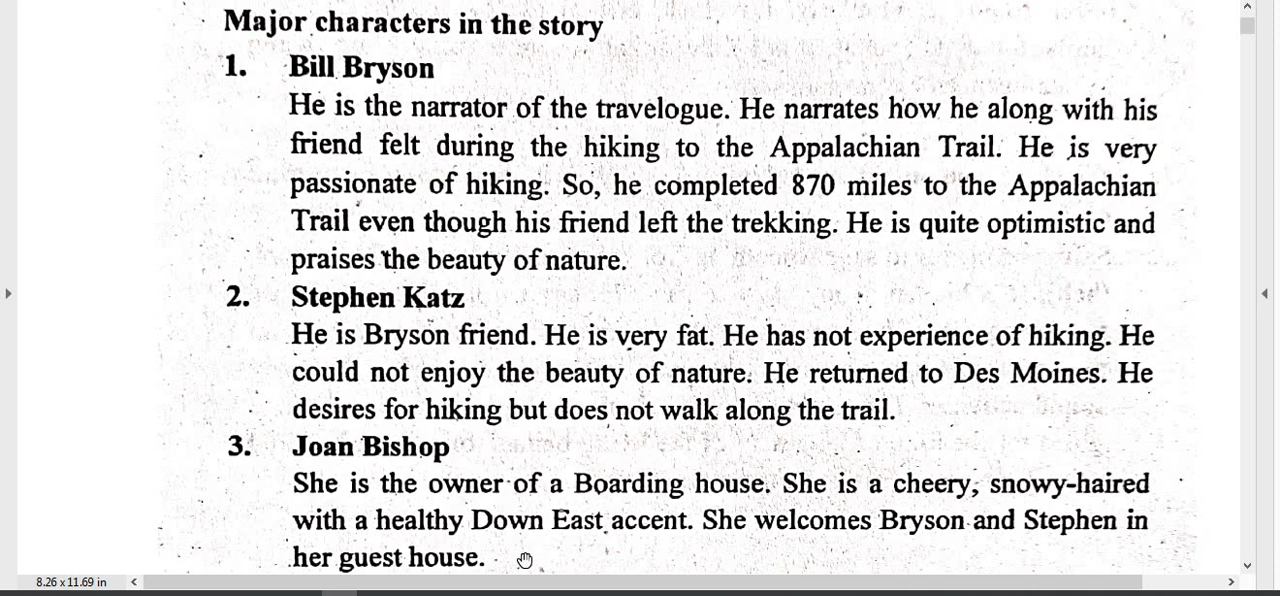 Major characters in the story
1. Bill Bryson
He is the narrator of the travelogue. He narrates how he along with his
friend felt during the hiking to the Appalachian Trail. He is very
passionate of hiking. So, he completed 870 miles to the Appalachian
Trail even though his friend left the trekking. He is quite optimistic and
praises the beauty of nature.
2. Stephen Katz
He is Bryson friend. He is very fat. He has not experience of hiking. He
could not enjoy the beauty of nature. He returned to Des Moines. He
desires for hiking but does not walk along the trail.
3. Joan Bishop
She is the owner of a Boarding house. She is a cheery, snowy-haired
with a healthy Down East accent. She welcomes Bryson and Stephen in
her guest house.
8.26 x 11.69 in